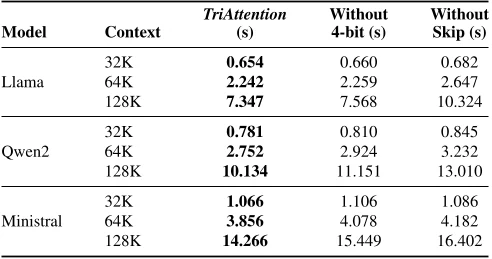 Model Context TriAttention (s) Without 4-bit (s) Without Skip (s)
Llama
32K 0.654 0.660 0.682
64K 2.242 2.259 2.647
128K 7.347 7.568 10.324
Qwen2
32K 0.781 0.810 0.845
64K 2.752 2.924 3.232
128K 10.134 11.151 13.010
Ministral
32K 1.066 1.106 1.086
64K 3.856 4.078 4.182
128K 14.266 15.449 16.402